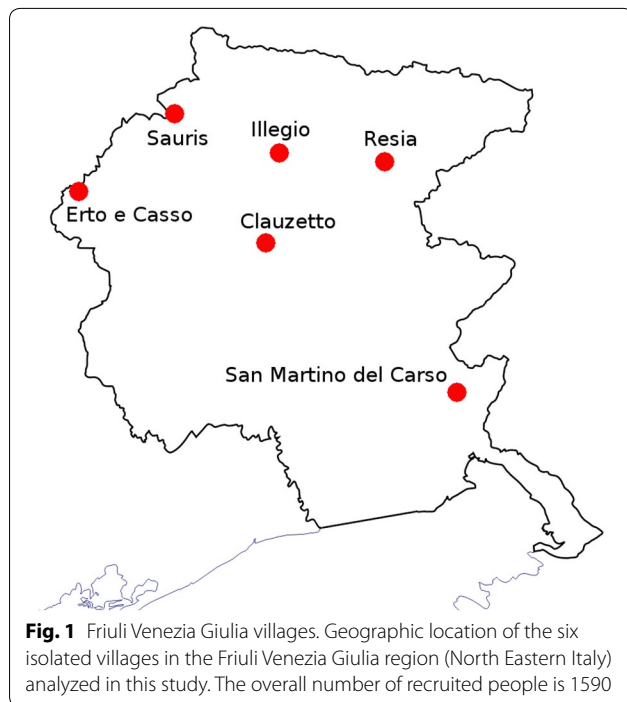 Sauris
Illegio
Resia
Erto e Casso
Clauzetto
San Martino del Carso
Fig. 1 Friuli Venezia Giulia villages. Geographic location of the six
isolated villages in the Friuli Venezia Giulia region (North Eastern Italy)
analyzed in this study. The overall number of recruited people is 1590